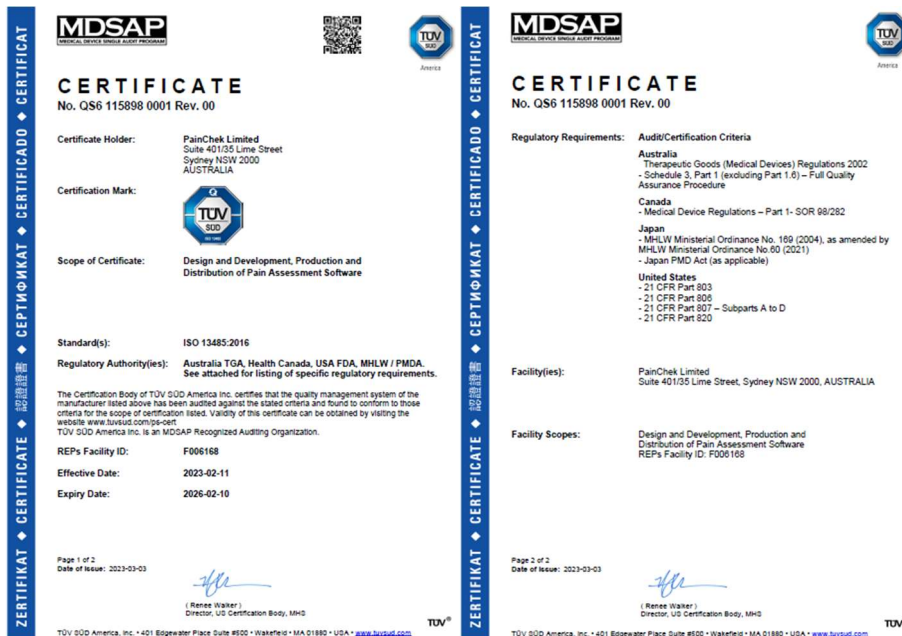 ZERTIFIKAT ◆ CERTIFICATE ◆ 認證證書 ◆ СЕРТИФИКАТ ◆ CERTIFICADO ◆ CERTIFICAT
MDSAP
MEDICAL DEVICE SINGLE AUDIT PROGRAM
TÜV
SÜD
America
CERTIFICATE
No. QS6 115898 0001 Rev. 00
Certificate Holder: PainChek Limited
Suite 401/35 Lime Street
Sydney NSW 2000
AUSTRALIA
Certification Mark:
TÜV
SÜD
Scope of Certificate: Design and Development, Production and
Distribution of Pain Assessment Software
Standard(s): ISO 13485:2016
Regulatory Authority(ies): Australia TGA, Health Canada, USA FDA, MHLW / PMDA.
See attached for listing of specific regulatory requirements.
The Certification Body of TÜV SÜD America Inc. certifies that the quality management system of the
manufacturer listed above has been audited against the stated criteria and found to conform to those
criteria for the scope of certification listed. Validity of this certificate can be obtained by visiting the
website www.tuvsud.com/ps-cert
TÜV SÜD America Inc. is an MDSAP Recognized Auditing Organization.
REPs Facility ID: F006168
Effective Date: 2023-02-11
Expiry Date: 2026-02-10
Page 1 of 2
Date of Issue: 2023-03-03
( Renee Walker )
Director, US Certification Body, MHS
TÜV®
TÜV SÜD America, Inc. • 401 Edgewater Place Suite #500 • Wakefield • MA 01880 • USA • www.tuvsud.com
ZERTIFIKAT ◆ CERTIFICATE ◆ 認證證書 ◆ СЕРТИФИКАТ ◆ CERTIFICADO ◆ CERTIFICAT
MDSAP
MEDICAL DEVICE SINGLE AUDIT PROGRAM
TÜV
SÜD
America
CERTIFICATE
No. QS6 115898 0001 Rev. 00
Regulatory Requirements: Audit/Certification Criteria
Australia
Therapeutic Goods (Medical Devices) Regulations 2002
- Schedule 3, Part 1 (excluding Part 1.6) – Full Quality
Assurance Procedure
Canada
- Medical Device Regulations – Part 1- SOR 98/282
Japan
- MHLW Ministerial Ordinance No. 169 (2004), as amended by
MHLW Ministerial Ordinance No.60 (2021)
- Japan PMD Act (as applicable)
United States
- 21 CFR Part 803
- 21 CFR Part 806
- 21 CFR Part 807 – Subparts A to D
- 21 CFR Part 820
Facility(ies): PainChek Limited
Suite 401/35 Lime Street, Sydney NSW 2000, AUSTRALIA
Facility Scopes: Design and Development, Production and
Distribution of Pain Assessment Software
REPs Facility ID: F006168
Page 2 of 2
Date of Issue: 2023-03-03
( Renee Walker )
Director, US Certification Body, MHS
TÜV
TÜV SÜD America, Inc. • 401 Edgewater Place Suite #500 • Wakefield • MA 01880 • USA • www.tuvsud.com